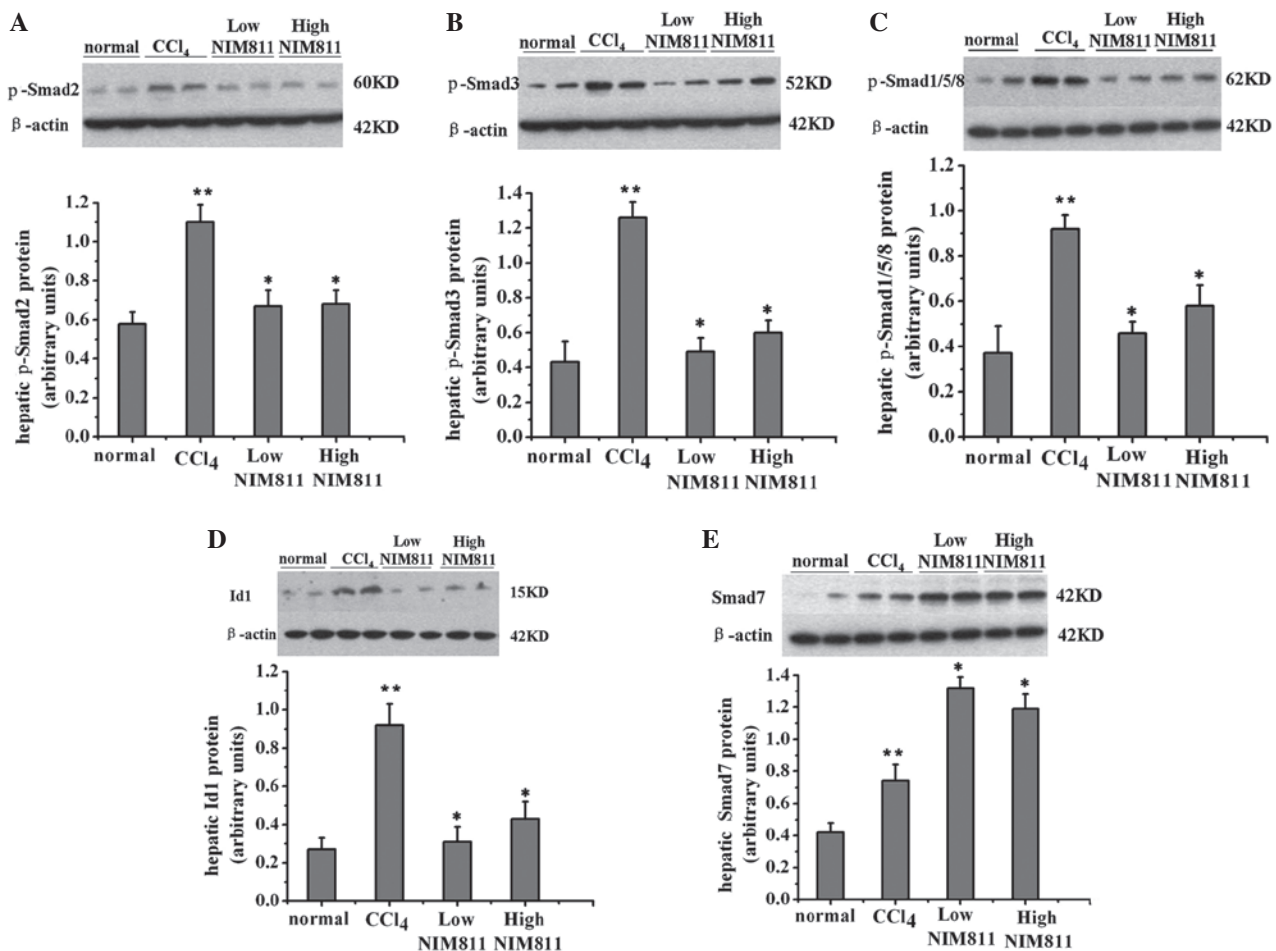 A
normal CCl4 Low NIM811 High NIM811
p-Smad2 60KD
β-actin 42KD
hepatic p-Smad2 protein
(arbitrary units)
1.2
1.0
0.8
0.6
0.4
0.2
0.0
normal CCl4 Low NIM811 High NIM811
** * *
B
normal CCl4 Low NIM811 High NIM811
p-Smad3 52KD
β-actin 42KD
hepatic p-Smad3 protein
(arbitrary units)
1.4
1.2
1.0
0.8
0.6
0.4
0.2
0.0
normal CCl4 Low NIM811 High NIM811
** * *
C
normal CCl4 Low NIM811 High NIM811
p-Smad1/5/8 62KD
β-actin 42KD
hepatic p-Smad1/5/8 protein
(arbitrary units)
1.2
1.0
0.8
0.6
0.4
0.2
0.0
normal CCl4 Low NIM811 High NIM811
** * *
D
normal CCl4 Low NIM811 High NIM811
Id1 15KD
β-actin 42KD
hepatic Id1 protein
(arbitrary units)
1.2
1.0
0.8
0.6
0.4
0.2
0.0
normal CCl4 Low NIM811 High NIM811
** * *
E
normal CCl4 Low NIM811 High NIM811
Smad7 42KD
β-actin 42KD
hepatic Smad7 protein
(arbitrary units)
1.4
1.2
1.0
0.8
0.6
0.4
0.2
0.0
normal CCl4 Low NIM811 High NIM811
** * *